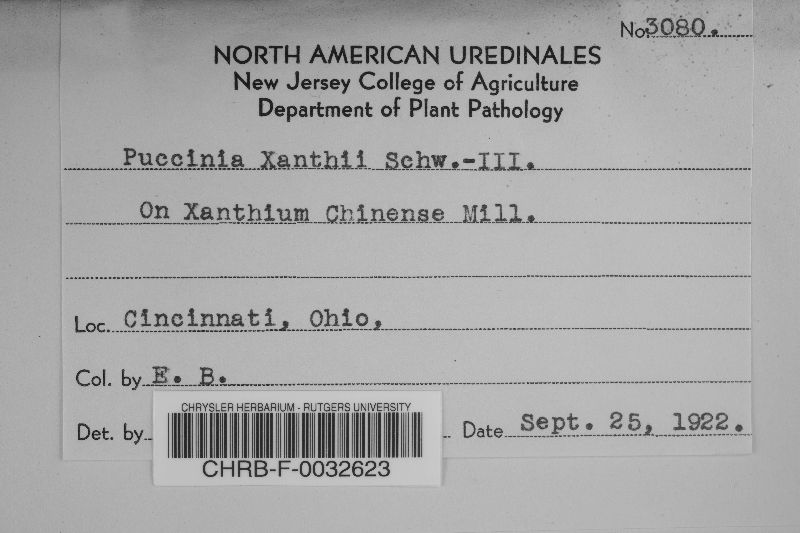 No. 3080.
NORTH AMERICAN UREDINALES
New Jersey College of Agriculture
Department of Plant Pathology
Puccinia Xanthii Schw.-III.
On Xanthium Chinense Mill.
Loc. Cincinnati, Ohio,
Col. by E. B.
Det. by Date Sept. 25, 1922.
CHRYSLER HERBARIUM - RUTGERS UNIVERSITY
CHRB-F-0032623